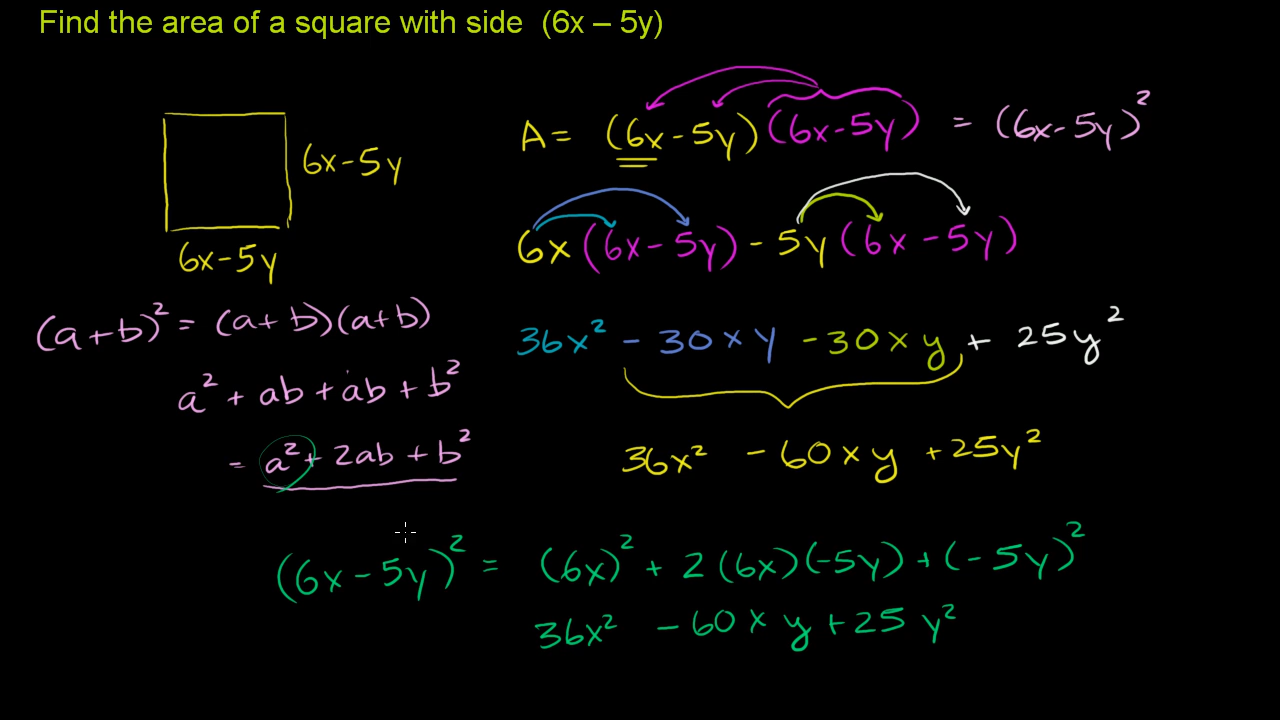 Find the area of a square with side (6x – 5y)
6x-5y
6x-5y
A = (6x-5y)(6x-5y) = (6x-5y)²
6x(6x-5y) - 5y(6x-5y)
36x² - 30xy - 30xy + 25y²
36x² - 60xy + 25y²
(a+b)² = (a+b)(a+b)
a² + ab + ab + b²
= a² + 2ab + b²
(6x-5y)² = (6x)² + 2(6x)(-5y) + (-5y)²
36x² - 60xy + 25y²